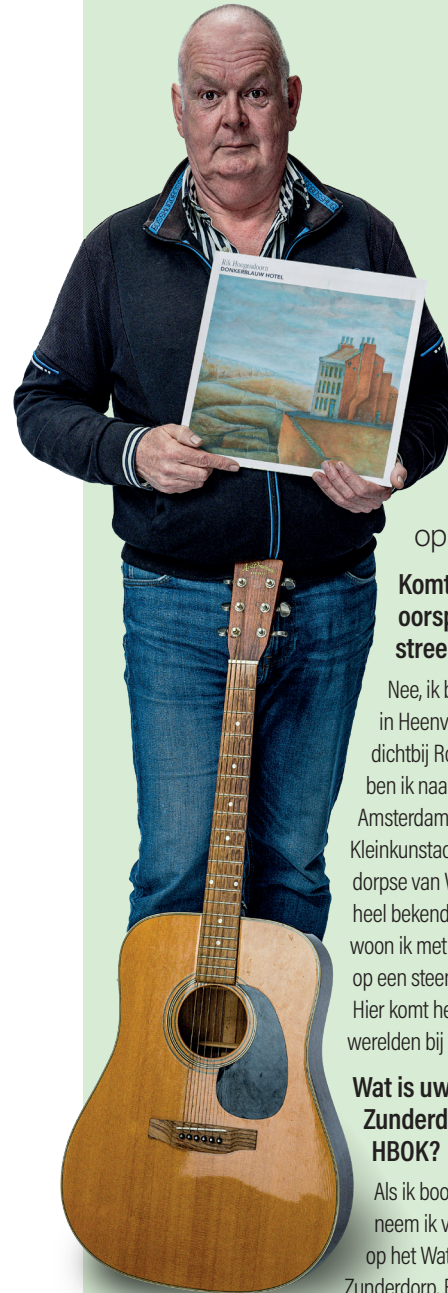 Rik Hoogendoorn
DONKERBLAUW HOTEL
op
Komt
oorsp
streel
Nee, ik b
in Heenv
dichtbij Ro
ben ik naa
Amsterdam
Kleinkunstac
dorpse van W
heel bekend
woon ik met
op een steen
Hier komt he
werelden bij
Wat is uw
Zunderd
HBOK?
Als ik boo
neem ik v
op het Wat
Zunderdorp. E